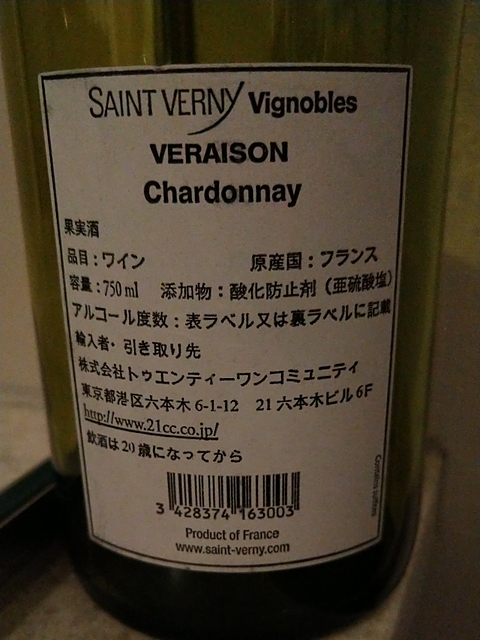 SAINT VERNY Vignobles
VERAISON
Chardonnay
果実酒
品目：ワイン 原産国：フランス
容量：750 ml 添加物：酸化防止剤（亜硫酸塩）
アルコール度数：表ラベル又は裏ラベルに記載
輸入者・引き取り先
株式会社トゥエンティーワンコミュニティ
東京都港区六本木 6-1-12 21 六本木ビル 6F
http://www.21cc.co.jp/
飲酒は20歳になってから
3 428374 163003
Product of France
www.saint-verny.com
Contains sulfites